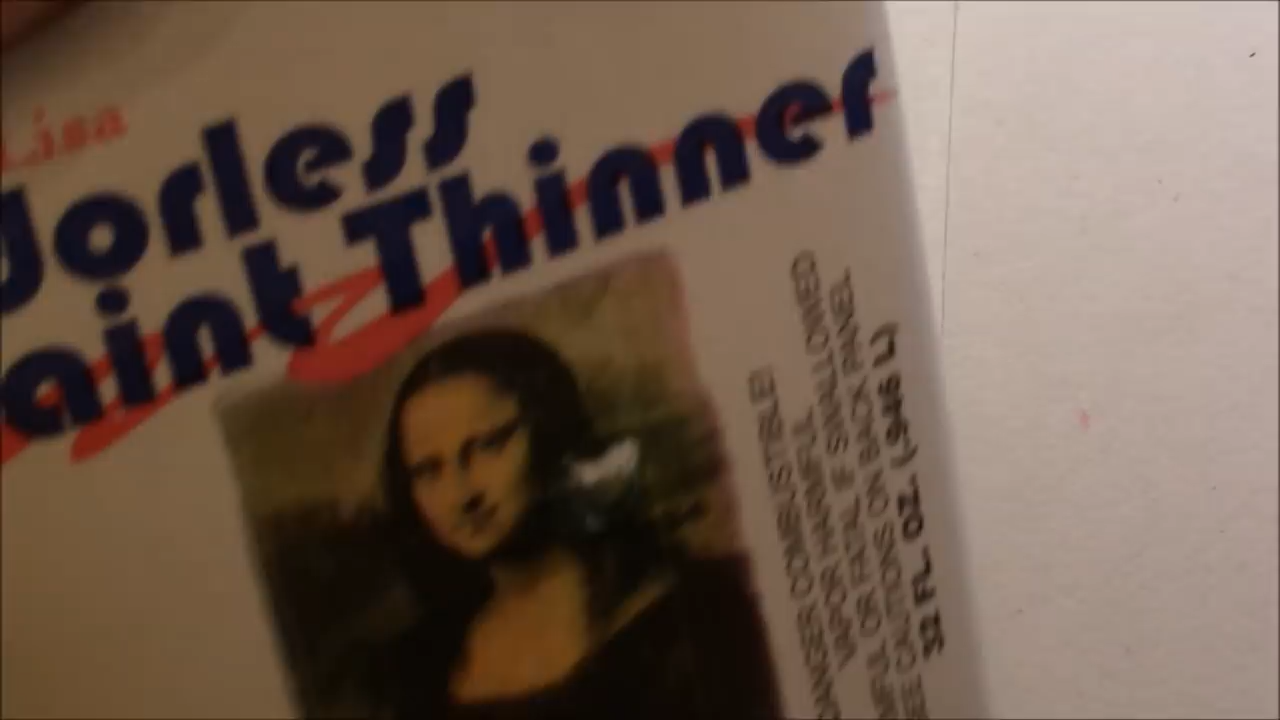 Lisa
dorless
aint Thinner
DANGER COMBUSTIBLE!
VAPOR HARMFUL
MFUL OR FATAL IF SWALLOWED
SEE CAUTIONS ON BACK PANEL
32 FL. OZ. (.946 L)